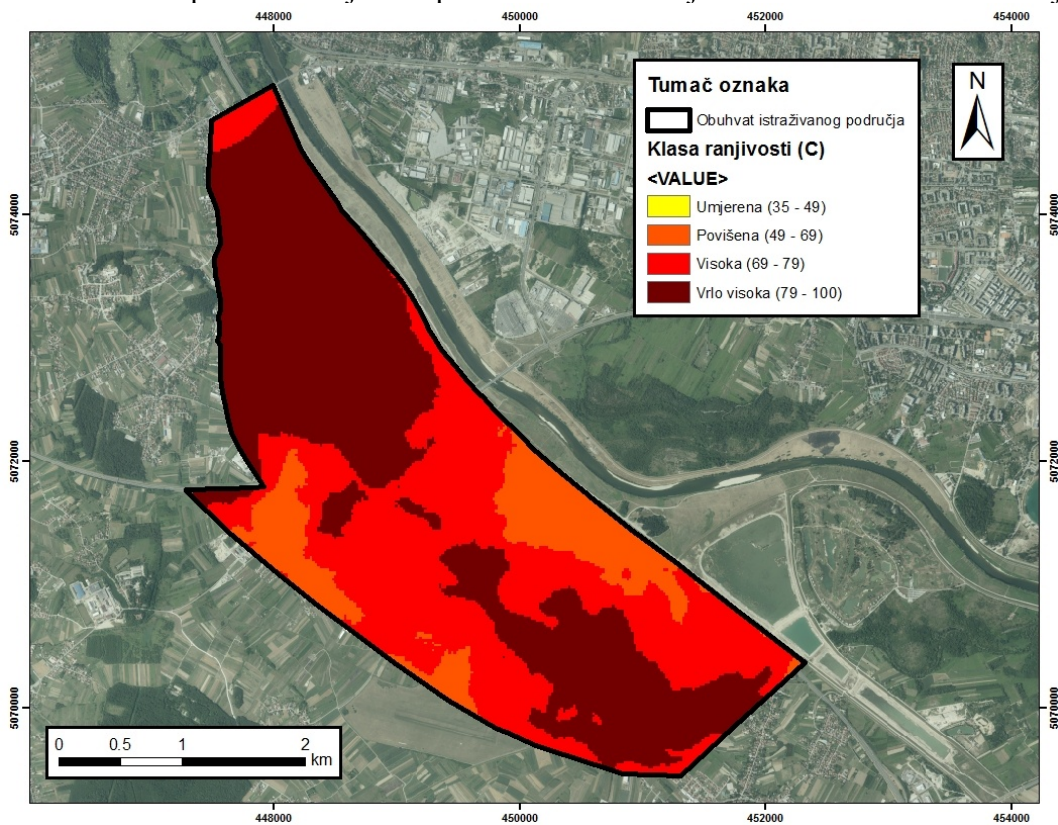 448000 450000 452000 454000
Tumač oznaka
Obuhvat istraživanog područja
Klasa ranjivosti (C)
<VALUE>
Umjerena (35 - 49)
Povišena (49 - 69)
Visoka (69 - 79)
Vrlo visoka (79 - 100)
N
5074000 5074000
5072000 5072000
5070000 5070000
0 0.5 1 2
km
448000 450000 452000 454000